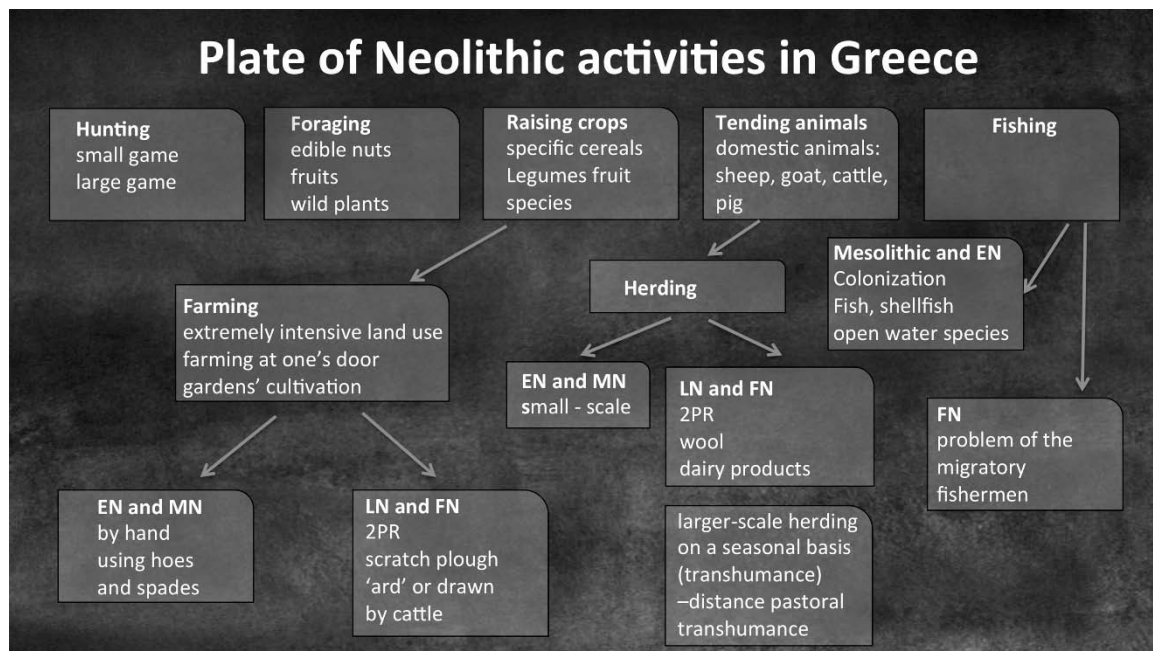 Plate of Neolithic activities in Greece
Hunting
small game
large game
Foraging
edible nuts
fruits
wild plants
Raising crops
specific cereals
Legumes fruit
species
Tending animals
domestic animals:
sheep, goat, cattle,
pig
Fishing
Farming
extremely intensive land use
farming at one’s door
gardens’ cultivation
Herding
Mesolithic and EN
Colonization
Fish, shellfish
open water species
EN and MN
small - scale
LN and FN
2PR
wool
dairy products
FN
problem of the
migratory
fishermen
EN and MN
by hand
using hoes
and spades
LN and FN
2PR
scratch plough
‘ard’ or drawn
by cattle
larger-scale herding
on a seasonal basis
(transhumance)
–distance pastoral
transhumance